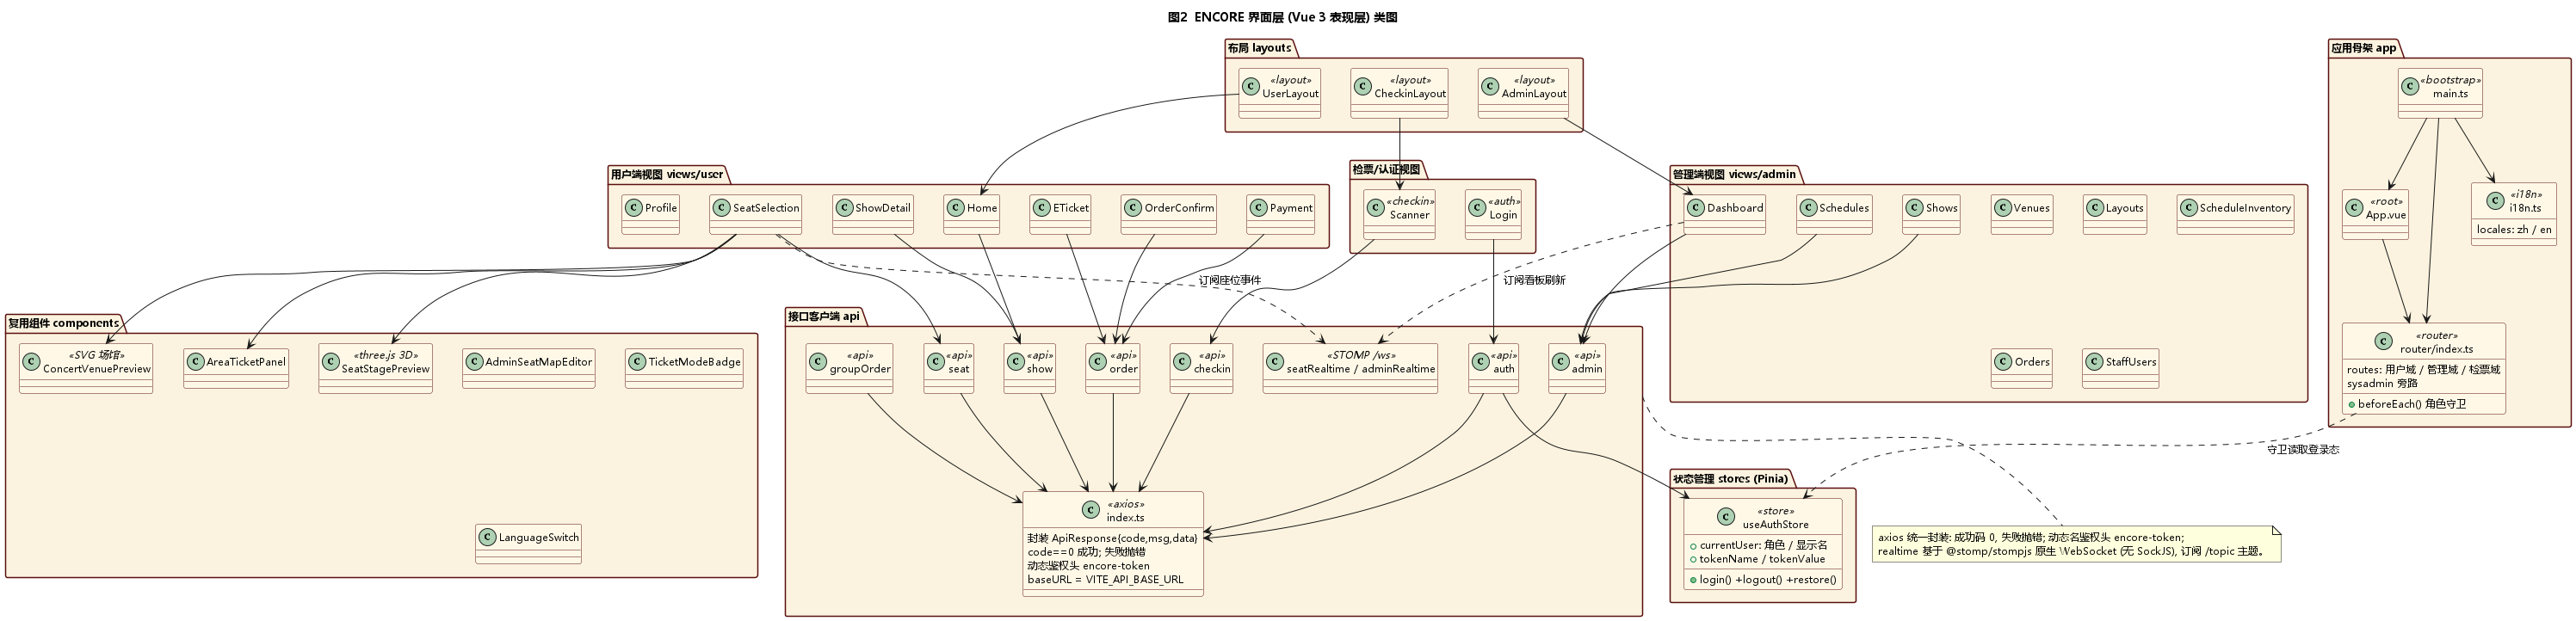 图2 ENCORE 界面层 (Vue 3 表现层) 类图
布局 layouts
«layout»
UserLayout
«layout»
CheckinLayout
«layout»
AdminLayout
应用骨架 app
«bootstrap»
main.ts
«root»
App.vue
«i18n»
i18n.ts
locales: zh / en
«router»
router/index.ts
routes: 用户域 / 管理域 / 检票域
sysadmin 旁路
beforeEach() 角色守卫
用户端视图 views/user
Profile
SeatSelection
ShowDetail
Home
ETicket
OrderConfirm
Payment
检票/认证视图
«checkin»
Scanner
«auth»
Login
管理端视图 views/admin
Dashboard
Schedules
Shows
Venues
Layouts
ScheduleInventory
Orders
StaffUsers
订阅座位事件
订阅看板刷新
复用组件 components
«SVG 场馆»
ConcertVenuePreview
AreaTicketPanel
«three.js 3D»
SeatStagePreview
AdminSeatMapEditor
TicketModeBadge
LanguageSwitch
接口客户端 api
«api»
groupOrder
«api»
seat
«api»
show
«api»
order
«api»
checkin
«STOMP /ws»
seatRealtime / adminRealtime
«api»
auth
«api»
admin
«axios»
index.ts
封装 ApiResponse{code,msg,data}
code==0 成功; 失败抛错
动态鉴权头 encore-token
baseURL = VITE_API_BASE_URL
守卫读取登录态
状态管理 stores (Pinia)
«store»
useAuthStore
currentUser: 角色 / 显示名
tokenName / tokenValue
login() +logout() +restore()
axios 统一封装: 成功码 0, 失败抛错; 动态名鉴权头 encore-token;
realtime 基于 @stomp/stompjs 原生 WebSocket (无 SockJS), 订阅 /topic 主题。